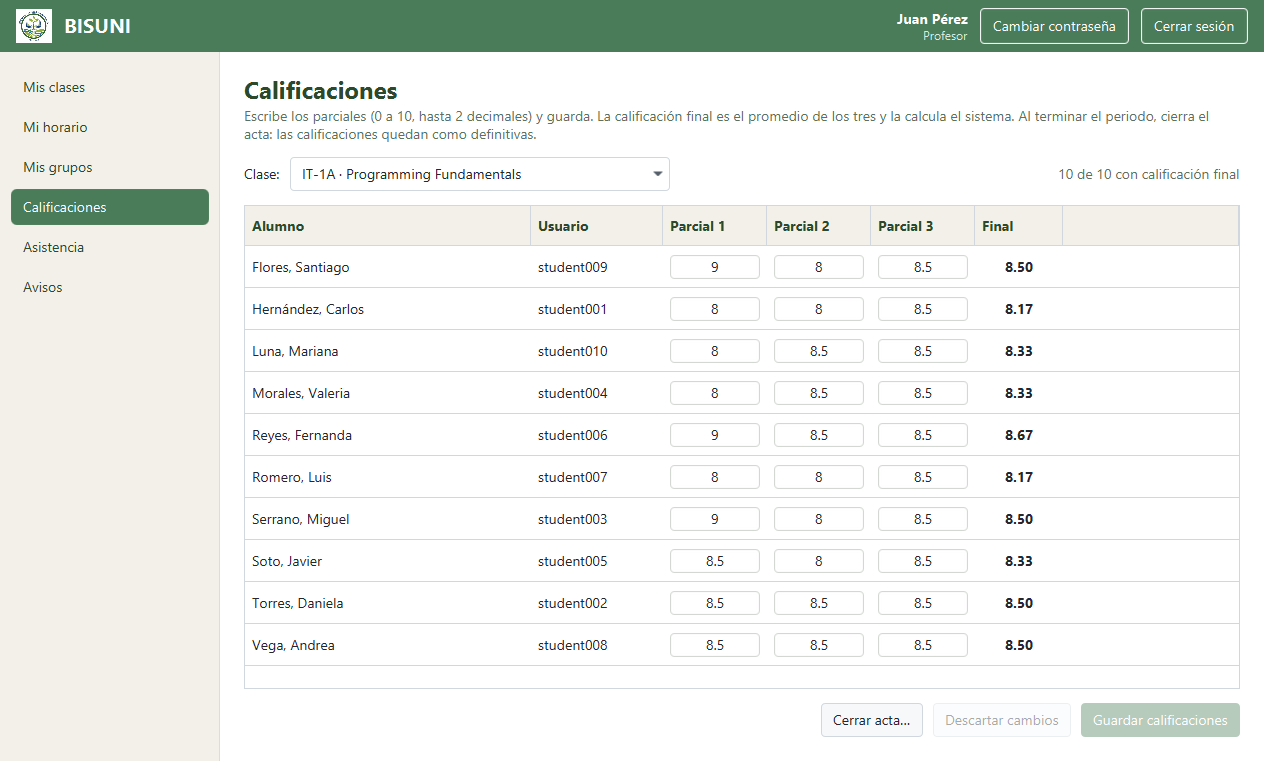 BISUNI
Juan Pérez
Profesor
Cambiar contraseña
Cerrar sesión
Mis clases
Mi horario
Mis grupos
Calificaciones
Asistencia
Avisos
Calificaciones
Escribe los parciales (0 a 10, hasta 2 decimales) y guarda. La calificación final es el promedio de los tres y la calcula el sistema. Al terminar el periodo, cierra el
acta: las calificaciones quedan como definitivas.
Clase: IT-1A · Programming Fundamentals 10 de 10 con calificación final
Alumno Usuario Parcial 1 Parcial 2 Parcial 3 Final
Flores, Santiago student009 9 8 8.5 8.50
Hernández, Carlos student001 8 8 8.5 8.17
Luna, Mariana student010 8 8.5 8.5 8.33
Morales, Valeria student004 8 8.5 8.5 8.33
Reyes, Fernanda student006 9 8.5 8.5 8.67
Romero, Luis student007 8 8 8.5 8.17
Serrano, Miguel student003 9 8 8.5 8.50
Soto, Javier student005 8.5 8 8.5 8.33
Torres, Daniela student002 8.5 8.5 8.5 8.50
Vega, Andrea student008 8.5 8.5 8.5 8.50
Cerrar acta... Descartar cambios Guardar calificaciones